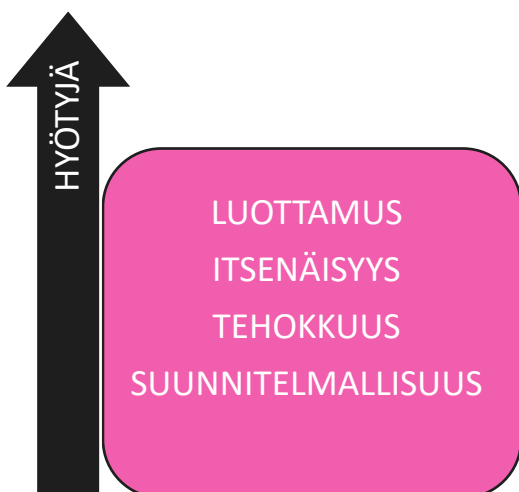 HYÖTYJÄ
LUOTTAMUS
ITSENÄISYYS
TEHOKKUUS
SUUNNITELMALLISUUS